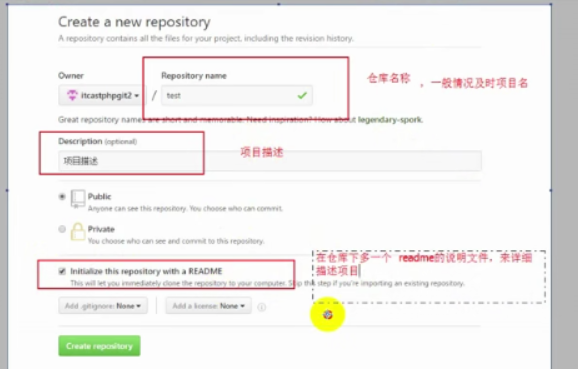 Create a new repository
A repository contains all the files for your project, including the revision history.
Owner
Repository name
仓库名称 ，一般情况及时项目名
itcastphpgit2 / test
Great repository names are short and memorable. Need inspiration? How about legendary-spork.
Description (optional)
项目描述
项目描述
Public
Anyone can see this repository. You choose who can commit.
Private
You choose who can see and commit to this repository.
在仓库下多一个 readme的说明文件，来详细
描述项目
Initialize this repository with a README
This will let you immediately clone the repository to your computer. Skip this step if you're importing an existing repository.
Add .gitignore: None
Add a license: None
Create repository